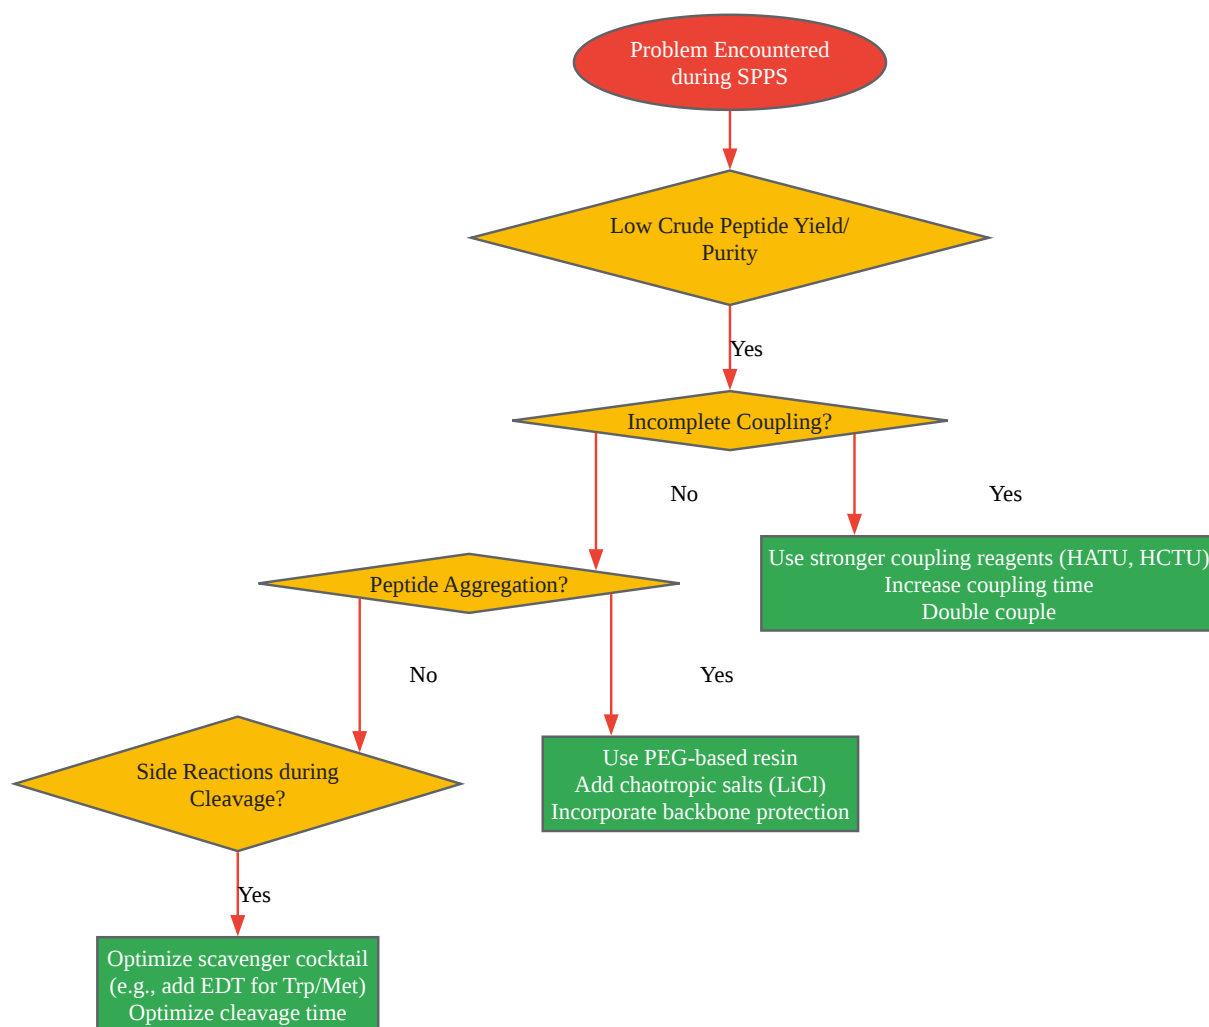 Problem Encountered
during SPPS
Low Crude Peptide Yield/
Purity
Yes
Incomplete Coupling?
No
Yes
Use stronger coupling reagents (HATU, HCTU)
Increase coupling time
Double couple
Peptide Aggregation?
No
Yes
Side Reactions during
Cleavage?
Use PEG-based resin
Add chaotropic salts (LiCl)
Incorporate backbone protection
Yes
Optimize scavenger cocktail
(e.g., add EDT for Trp/Met)
Optimize cleavage time